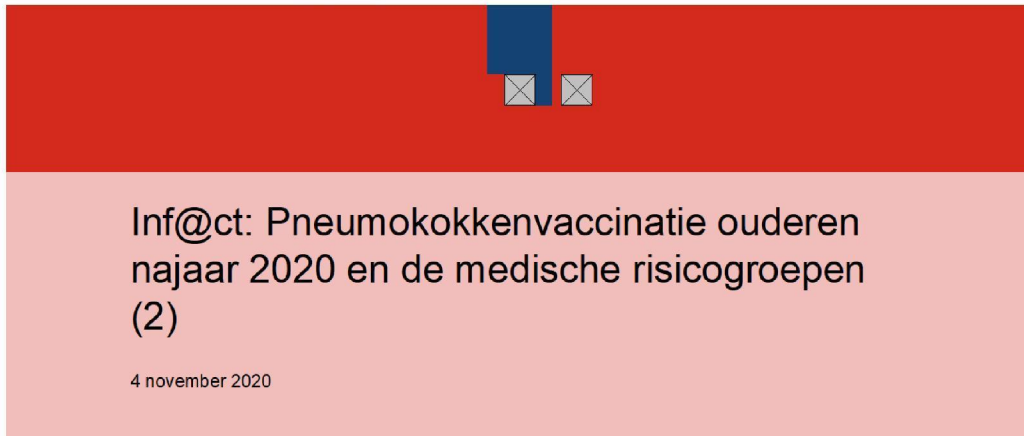 Inf@ct: Pneumokokkenvaccinatie ouderen
najaar 2020 en de medische risicogroepen
(2)
4 november 2020